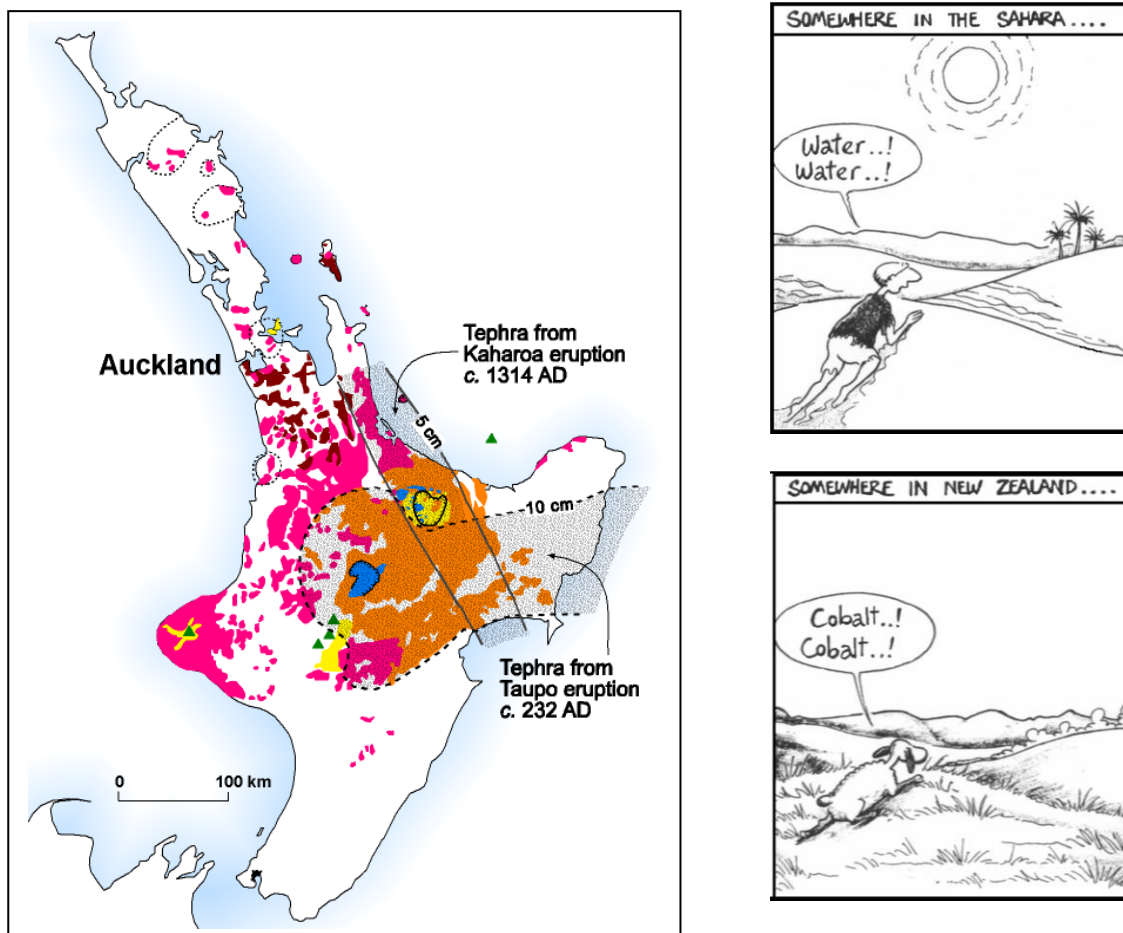 Auckland
Tephra from
Kaharoa eruption
c. 1314 AD
5 cm
10 cm
Tephra from
Taupo eruption
c. 232 AD
0 100 km
SOMEWHERE IN THE SAHARA....
Water..!
Water..!
SOMEWHERE IN NEW ZEALAND....
Cobalt..!
Cobalt..!